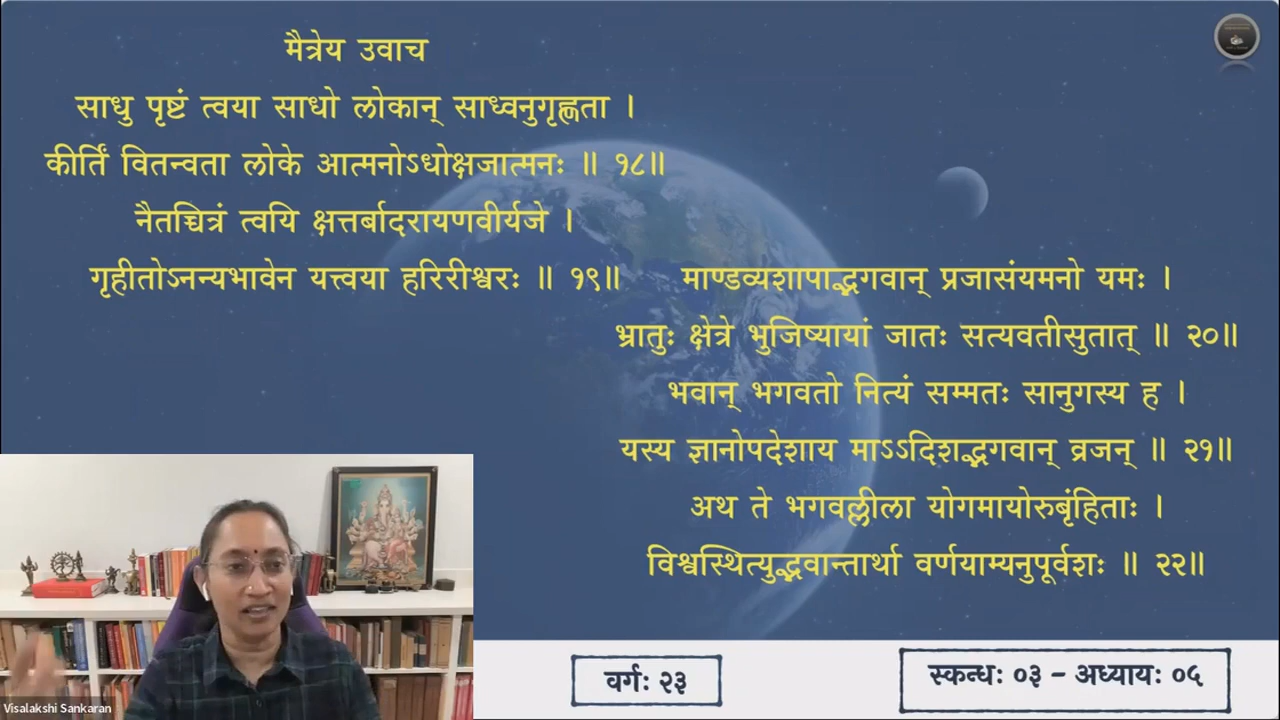 मैत्रेय उवाच
साधु पृष्टं त्वया साधो लोकान् साध्वनुगृह्णता ।
कीर्तिं वितन्वता लोके आत्मनोऽधोक्षजात्मनः ॥ १८॥
नैतच्चित्रं त्वयि क्षत्तर्बादरायणवीर्यजे ।
गृहीतोऽनन्यभावेन यत्त्वया हरिरीश्वरः ॥ १९॥
माण्डव्यशापाद्भगवान् प्रजासंयमनो यमः ।
भ्रातुः क्षेत्रे भुजिष्यायां जातः सत्यवतीसुतात् ॥ २०॥
भवान् भगवतो नित्यं सम्मतः सानुगस्य ह ।
यस्य ज्ञानोपदेशाय माऽऽदिशद्भगवान् व्रजन् ॥ २१॥
अथ ते भगवल्लीला योगमायोरुबृंहिताः ।
विश्वस्थित्युद्भवान्तार्था वर्णयाम्यनुपूर्वशः ॥ २२॥
Visalakshi Sankaran
वर्गः २३
स्कन्धः ०३ - अध्यायः ०५